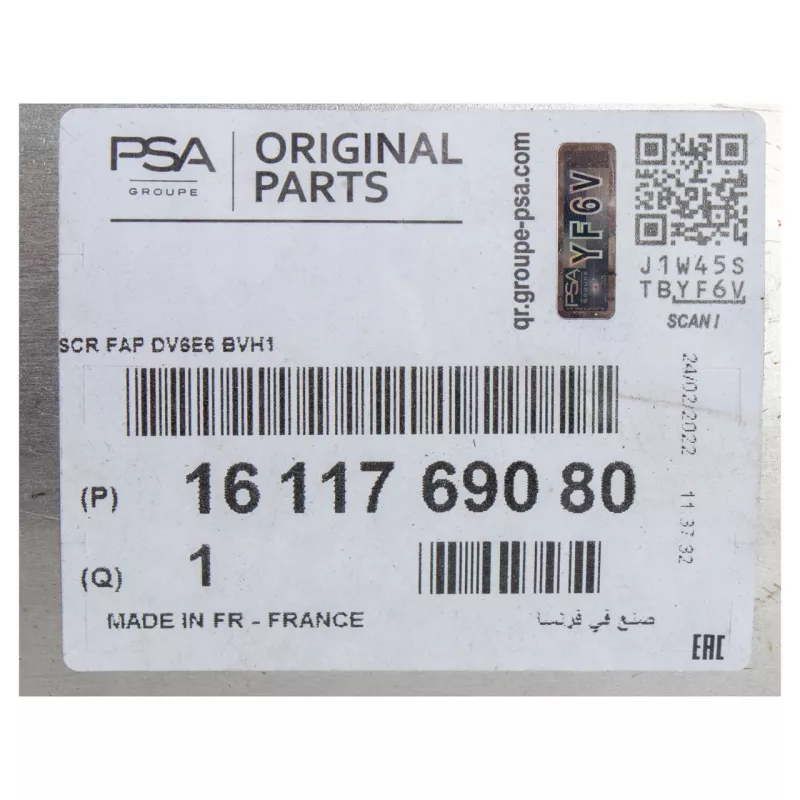 PSA
GROUPE
ORIGINAL
PARTS
qr.groupe-psa.com
PSA
GROUPE
YF6V
J1W45S
TBYF6V
SCAN!
SCR FAP DV6E6 BVH1
24/02/2022 11:37:32
(P) 16 117 690 80
(Q) 1
MADE IN FR - FRANCE
صنع في فرنسا
EAC